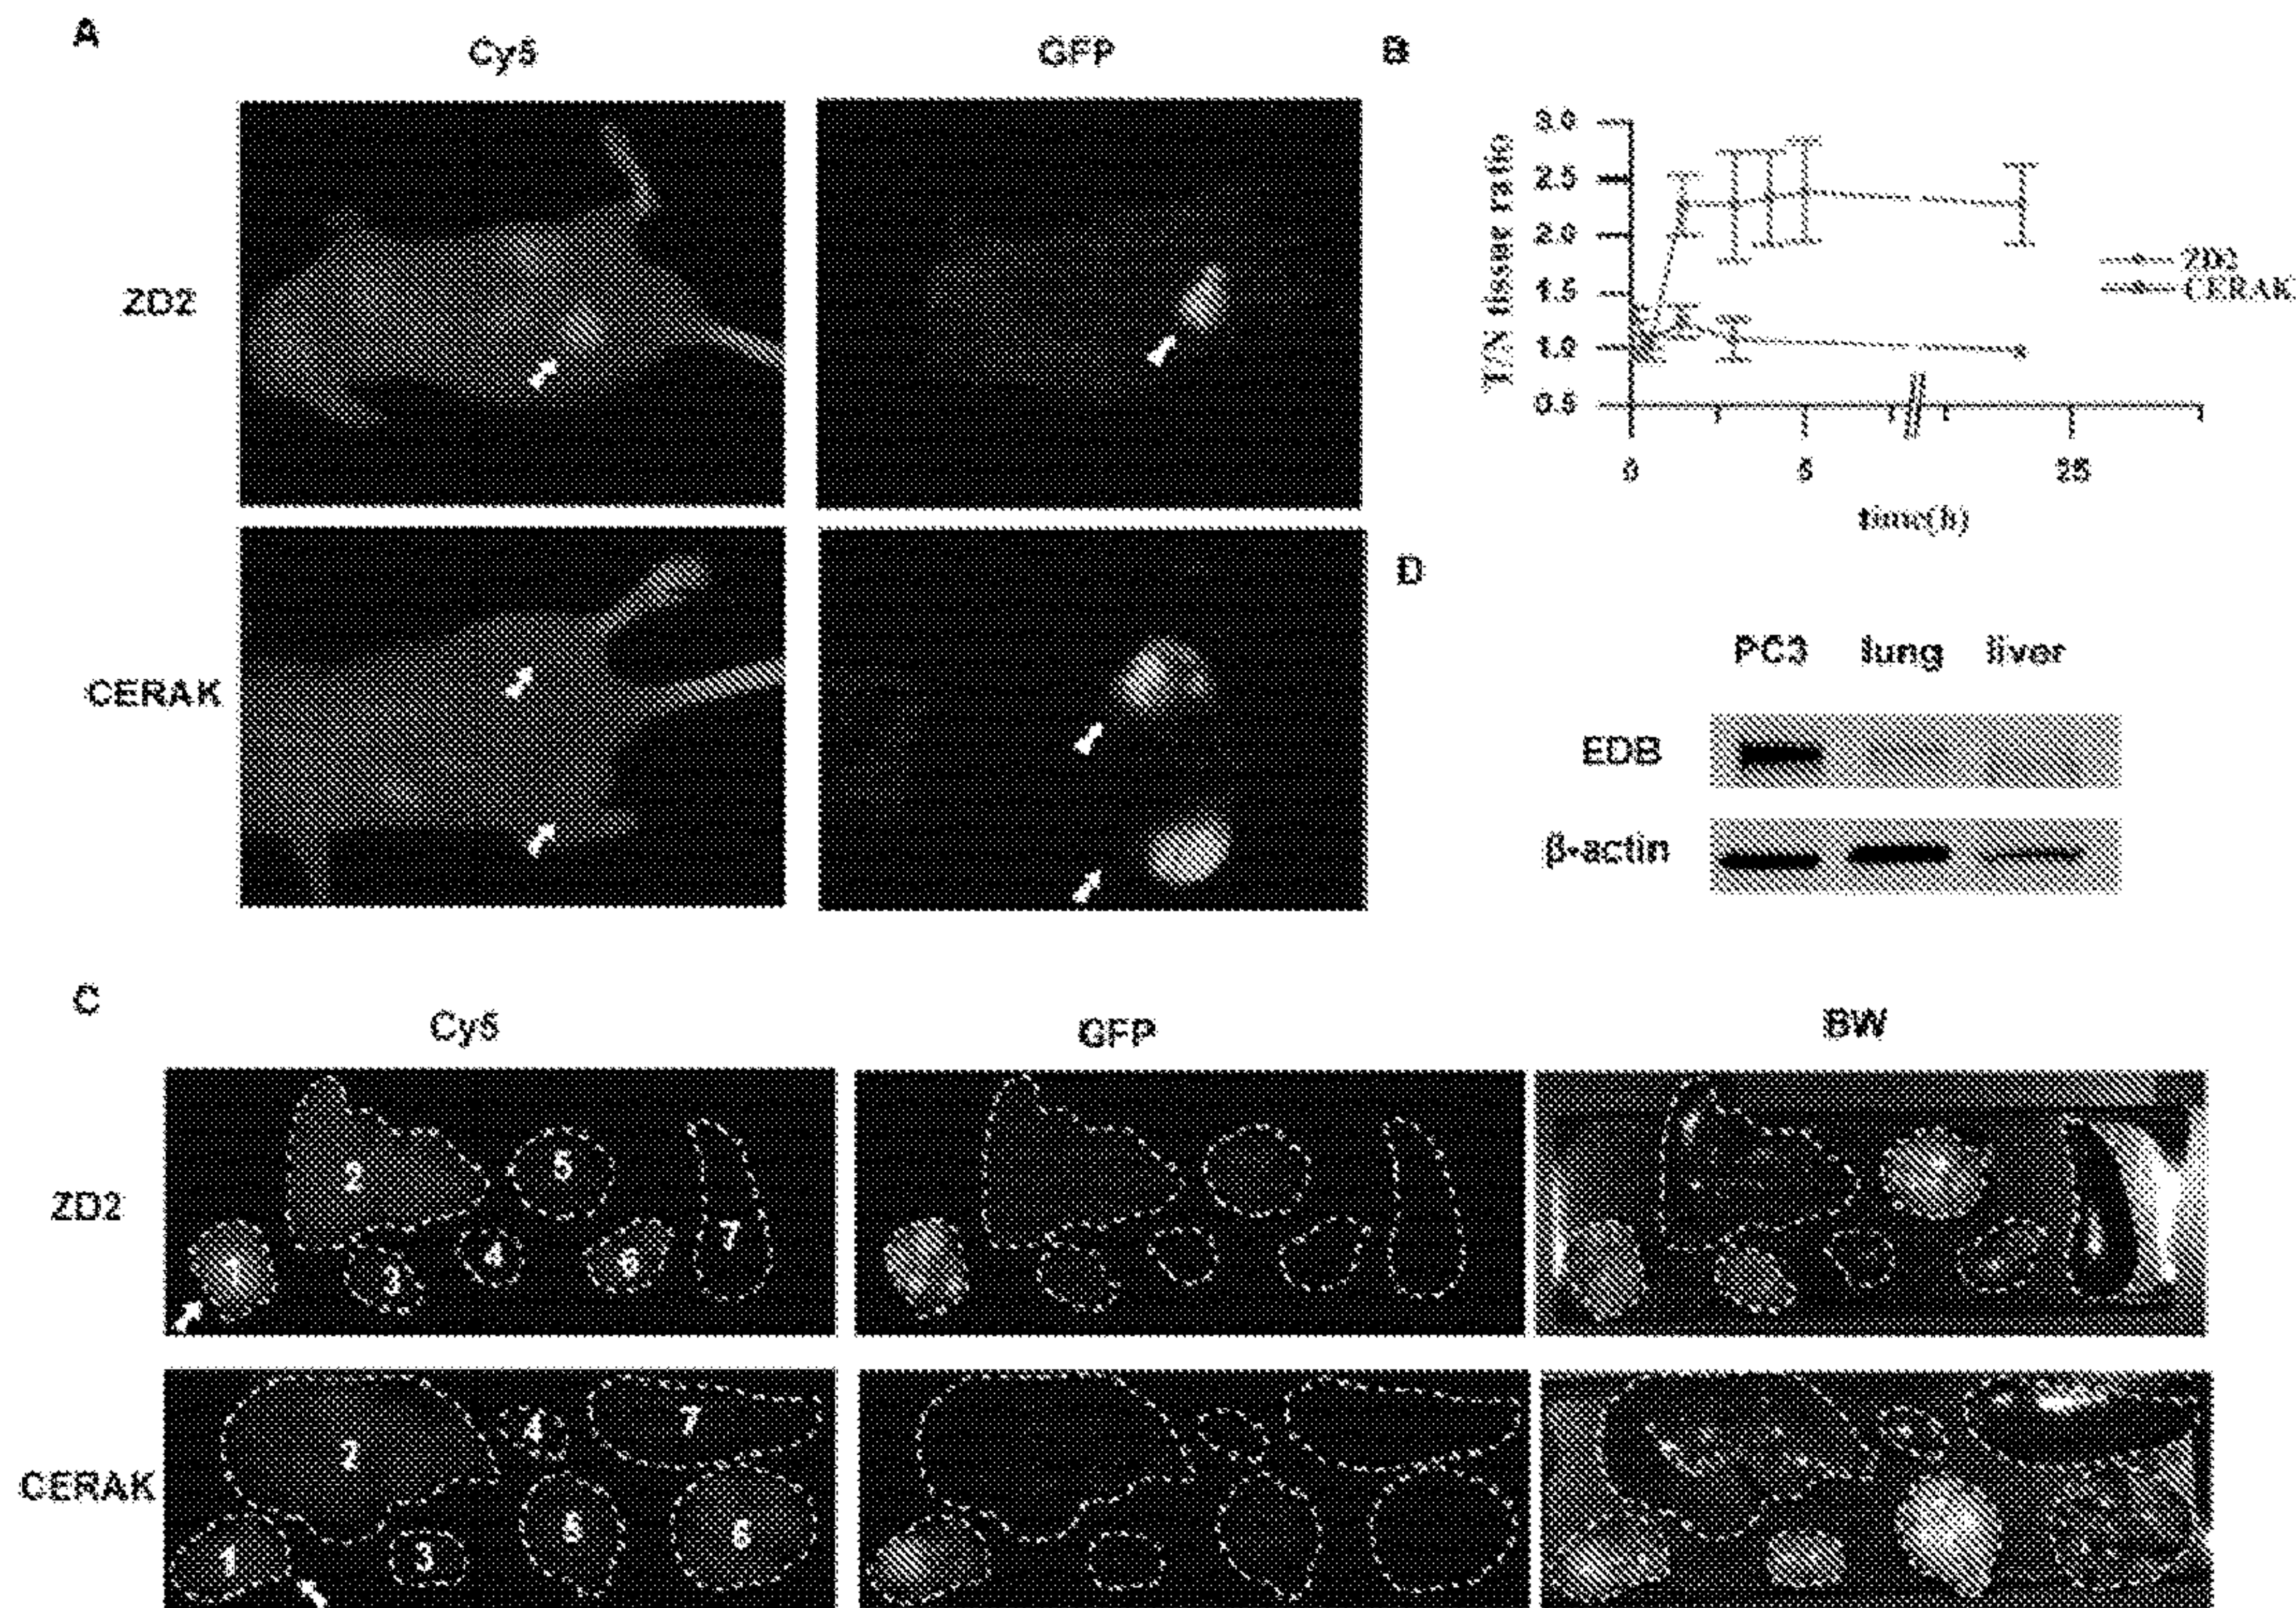 A
Cy5
GFP
ZD2
CERAK
B
T/N tissue ratio
3.0
2.5
2.0
1.5
1.0
0.5
0
5
25
time(h)
ZD2
CERAK
D
PC3 lung liver
EDB
β-actin
C
Cy5
GFP
BW
ZD2
2
5
1
3
4
6
7
CERAK
2
4
7
1
3
5
6